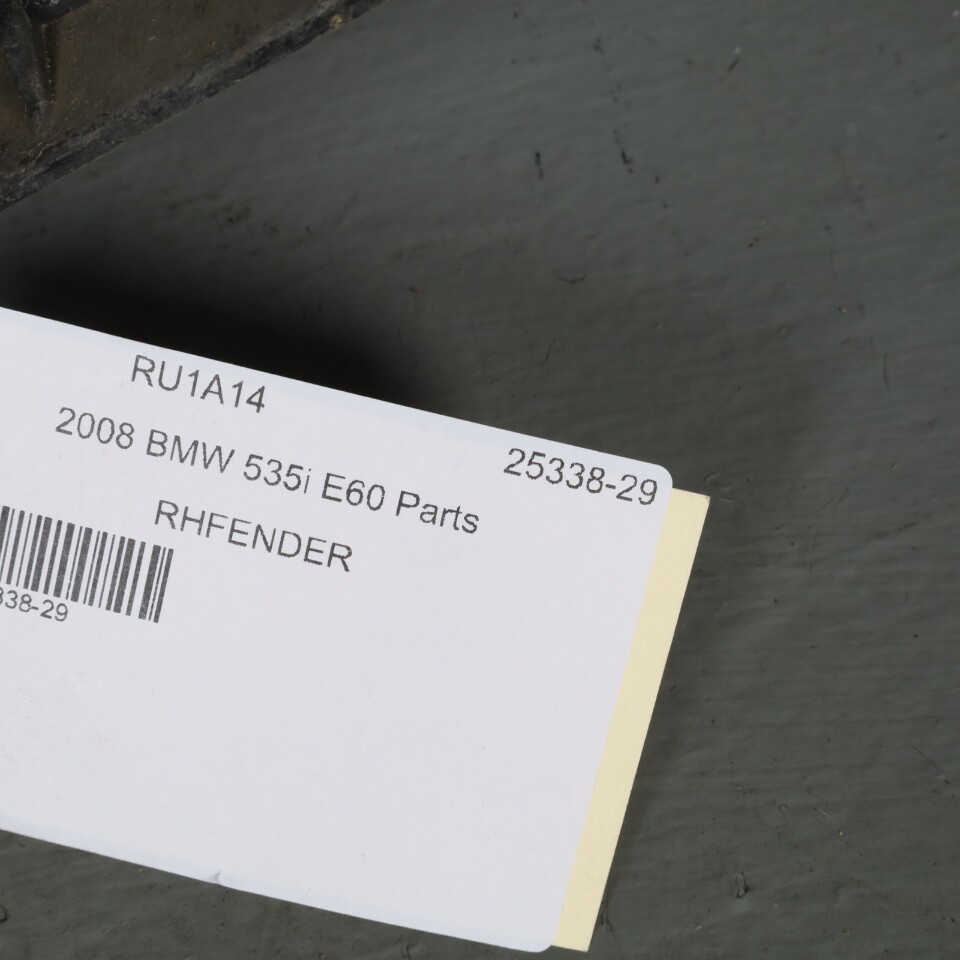 RU1A14
25338-29
2008 BMW 535i E60 Parts
RHFENDER
338-29